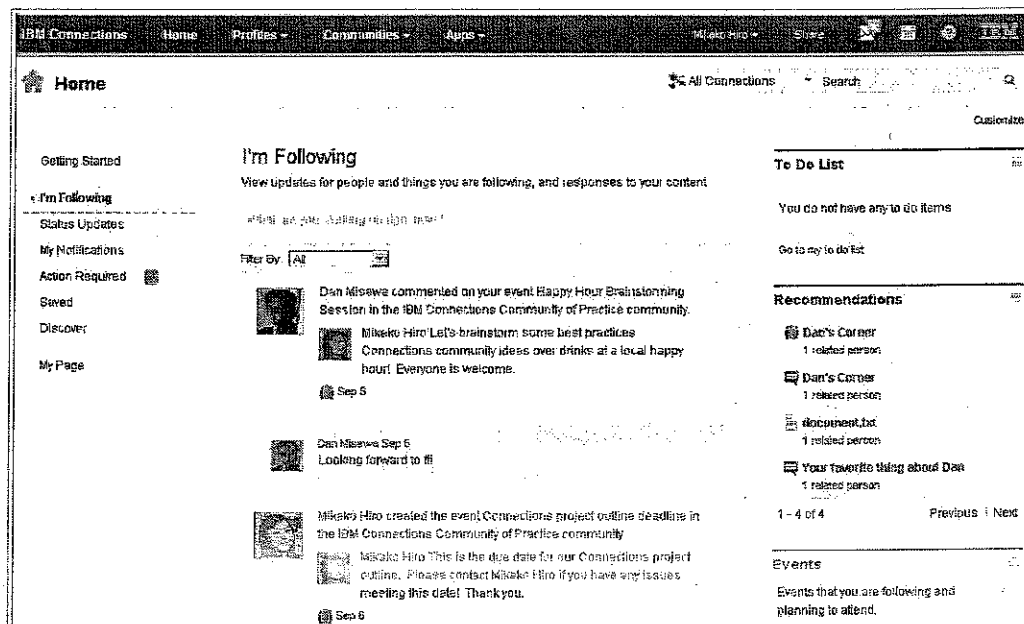 IBM Connections Home Profiles Communities Apps Mikako Hiro Share IBM
Home
All Connections Search
Customize
Getting Started
I'm Following
Status Updates
My Notifications
Action Required
Saved
Discover
My Page
I'm Following
View updates for people and things you are following, and responses to your content
Filter By: All
Dan Misawa commented on your event Happy Hour Brainstorming
Session in the IBM Connections Community of Practice community.
Mikako Hiro Let's brainstorm some best practices
Connections community ideas over drinks at a local happy
hour! Everyone is welcome.
Sep 5
Dan Misawa Sep 6
Looking forward to it!
Mikako Hiro created the event Connections project outline deadline in
the IBM Connections Community of Practice community
Mikako Hiro This is the due date for our Connections project
outline. Please contact Mikako Hiro if you have any issues
meeting this date! Thank you.
Sep 6
To Do List
You do not have any to do items
Go to my to do list
Recommendations
Dan's Corner
1 related person
Dan's Corner
1 related person
document.txt
1 related person
Your favorite thing about Dan
1 related person
1 - 4 of 4 Previous Next
Events
Events that you are following and
planning to attend.